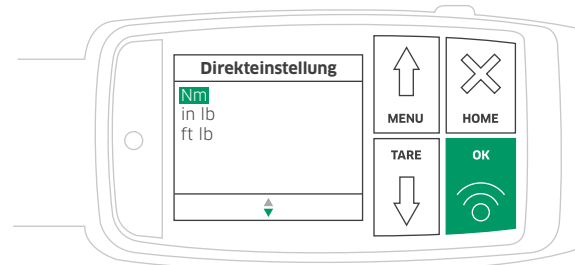 Direkteinstellung
Nm
in lb
ft lb
MENU
HOME
TARE
OK